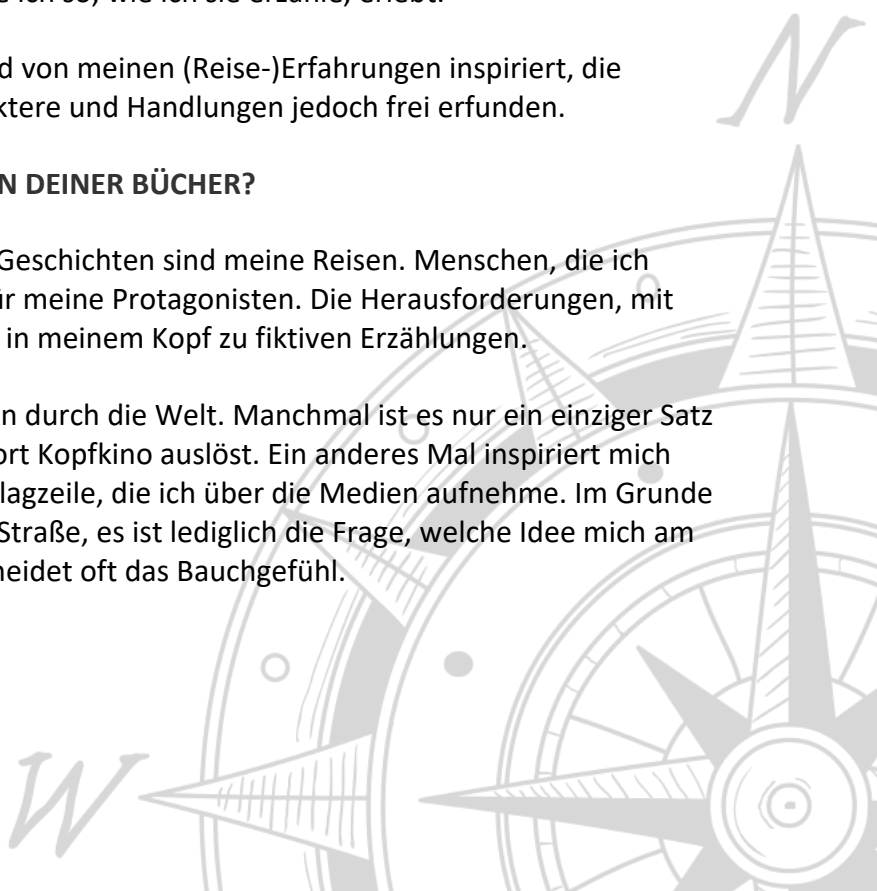 e ich so, wie ich sie erzähle, erlebt.
d von meinen (Reise-)Erfahrungen inspiriert, die
ktere und Handlungen jedoch frei erfunden.
N DEINER BÜCHER?
Geschichten sind meine Reisen. Menschen, die ich
ür meine Protagonisten. Die Herausforderungen, mit
in meinem Kopf zu fiktiven Erzählungen.
n durch die Welt. Manchmal ist es nur ein einziger Satz
ort Kopfkino auslöst. Ein anderes Mal inspiriert mich
lagzeile, die ich über die Medien aufnehme. Im Grunde
Straße, es ist lediglich die Frage, welche Idee mich am
heidet oft das Bauchgefühl.
N
W